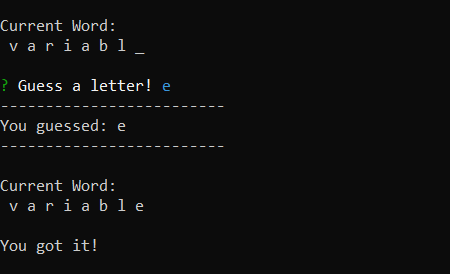 Current Word:
v a r i a b l _
? Guess a letter! e
-------------------------
You guessed: e
-------------------------
Current Word:
v a r i a b l e
You got it!